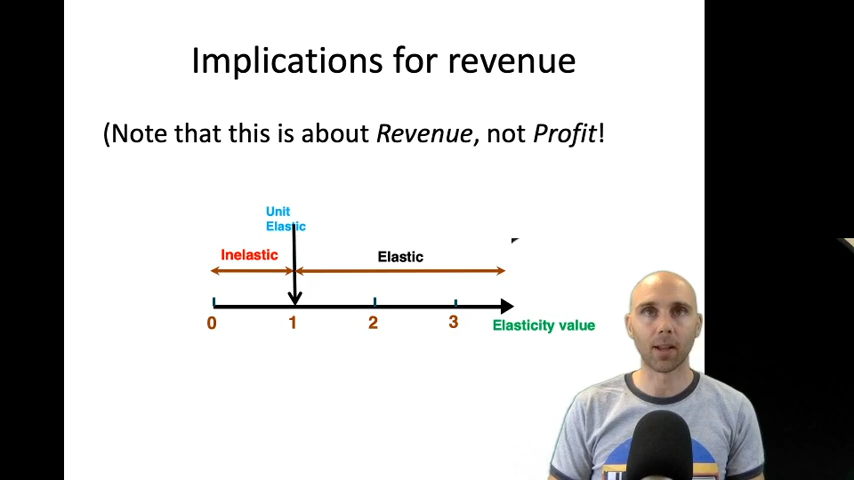 Implications for revenue
(Note that this is about Revenue, not Profit!
Unit
Elastic
Inelastic
Elastic
0 1 2 3
Elasticity value